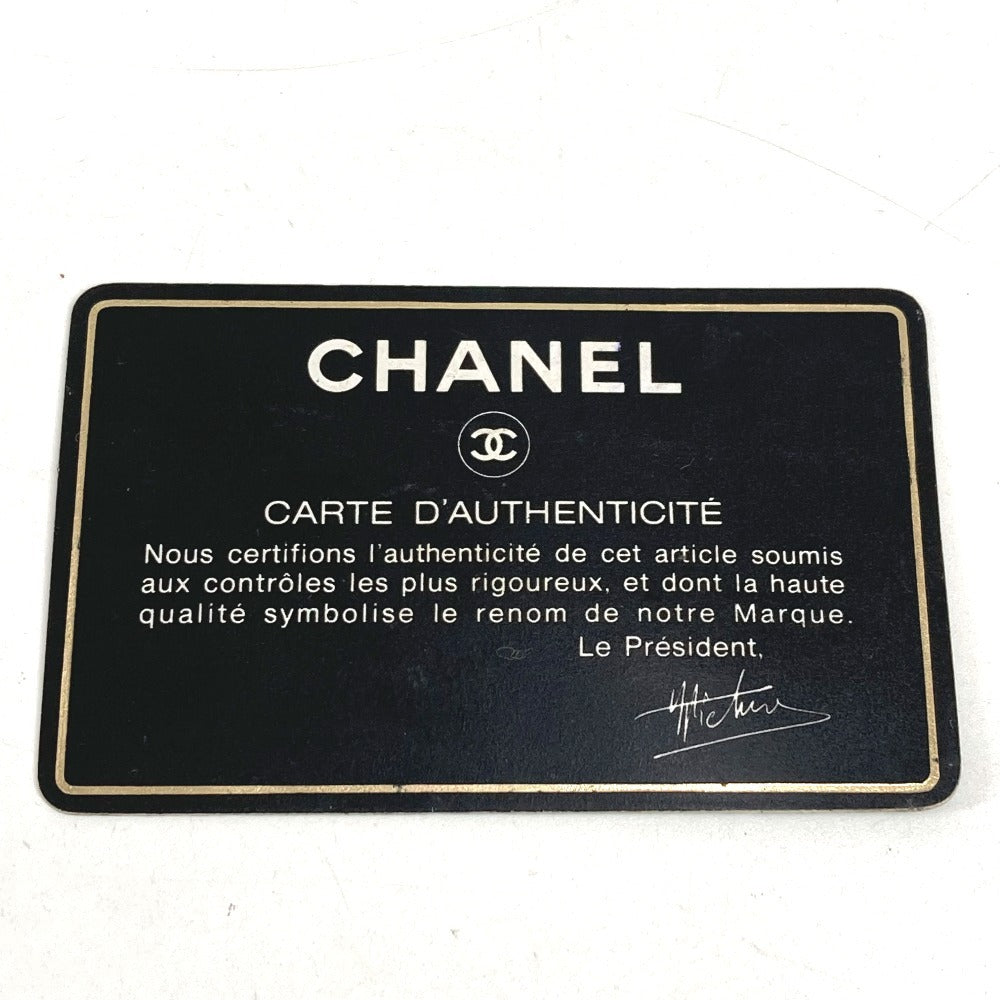 CHANEL
CARTE D'AUTHENTICITÉ
Nous certifions l'authenticité de cet article soumis
aux contrôles les plus rigoureux, et dont la haute
qualité symbolise le renom de notre Marque.
Le Président,